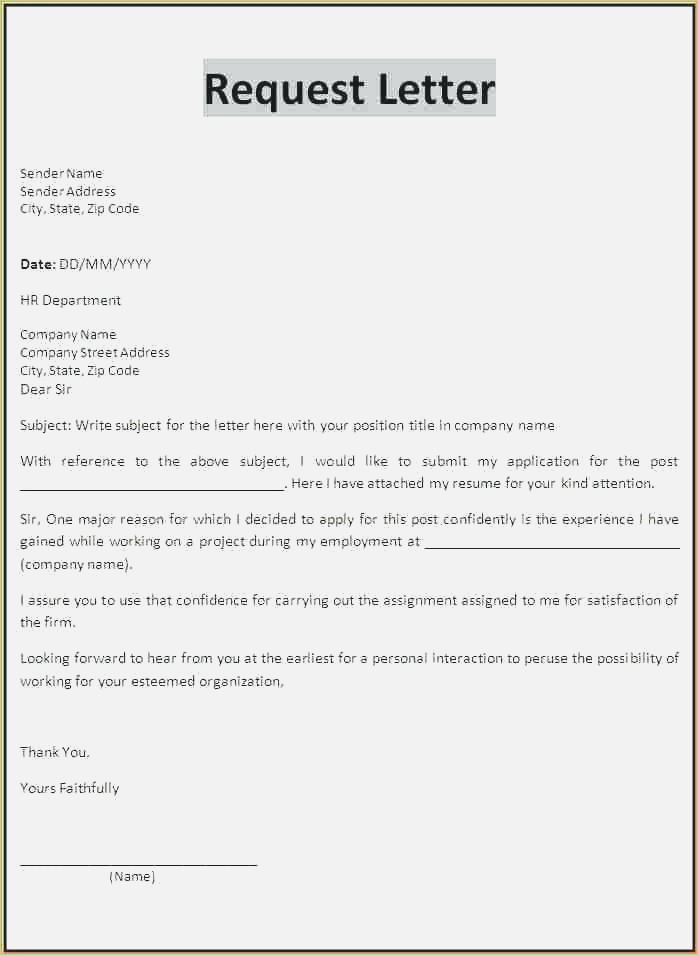 Request Letter
Sender Name
Sender Address
City, State, Zip Code
Date: DD/MM/YYYY
HR Department
Company Name
Company Street Address
City, State, Zip Code
Dear Sir
Subject: Write subject for the letter here with your position title in company name
With reference to the above subject, I would like to submit my application for the post
________________________________. Here I have attached my resume for your kind attention.
Sir, One major reason for which I decided to apply for this post confidently is the experience I have
gained while working on a project during my employment at _______________________________
(company name).
I assure you to use that confidence for carrying out the assignment assigned to me for satisfaction of
the firm.
Looking forward to hear from you at the earliest for a personal interaction to peruse the possibility of
working for your esteemed organization,
Thank You.
Yours Faithfully
_____________________________
(Name)